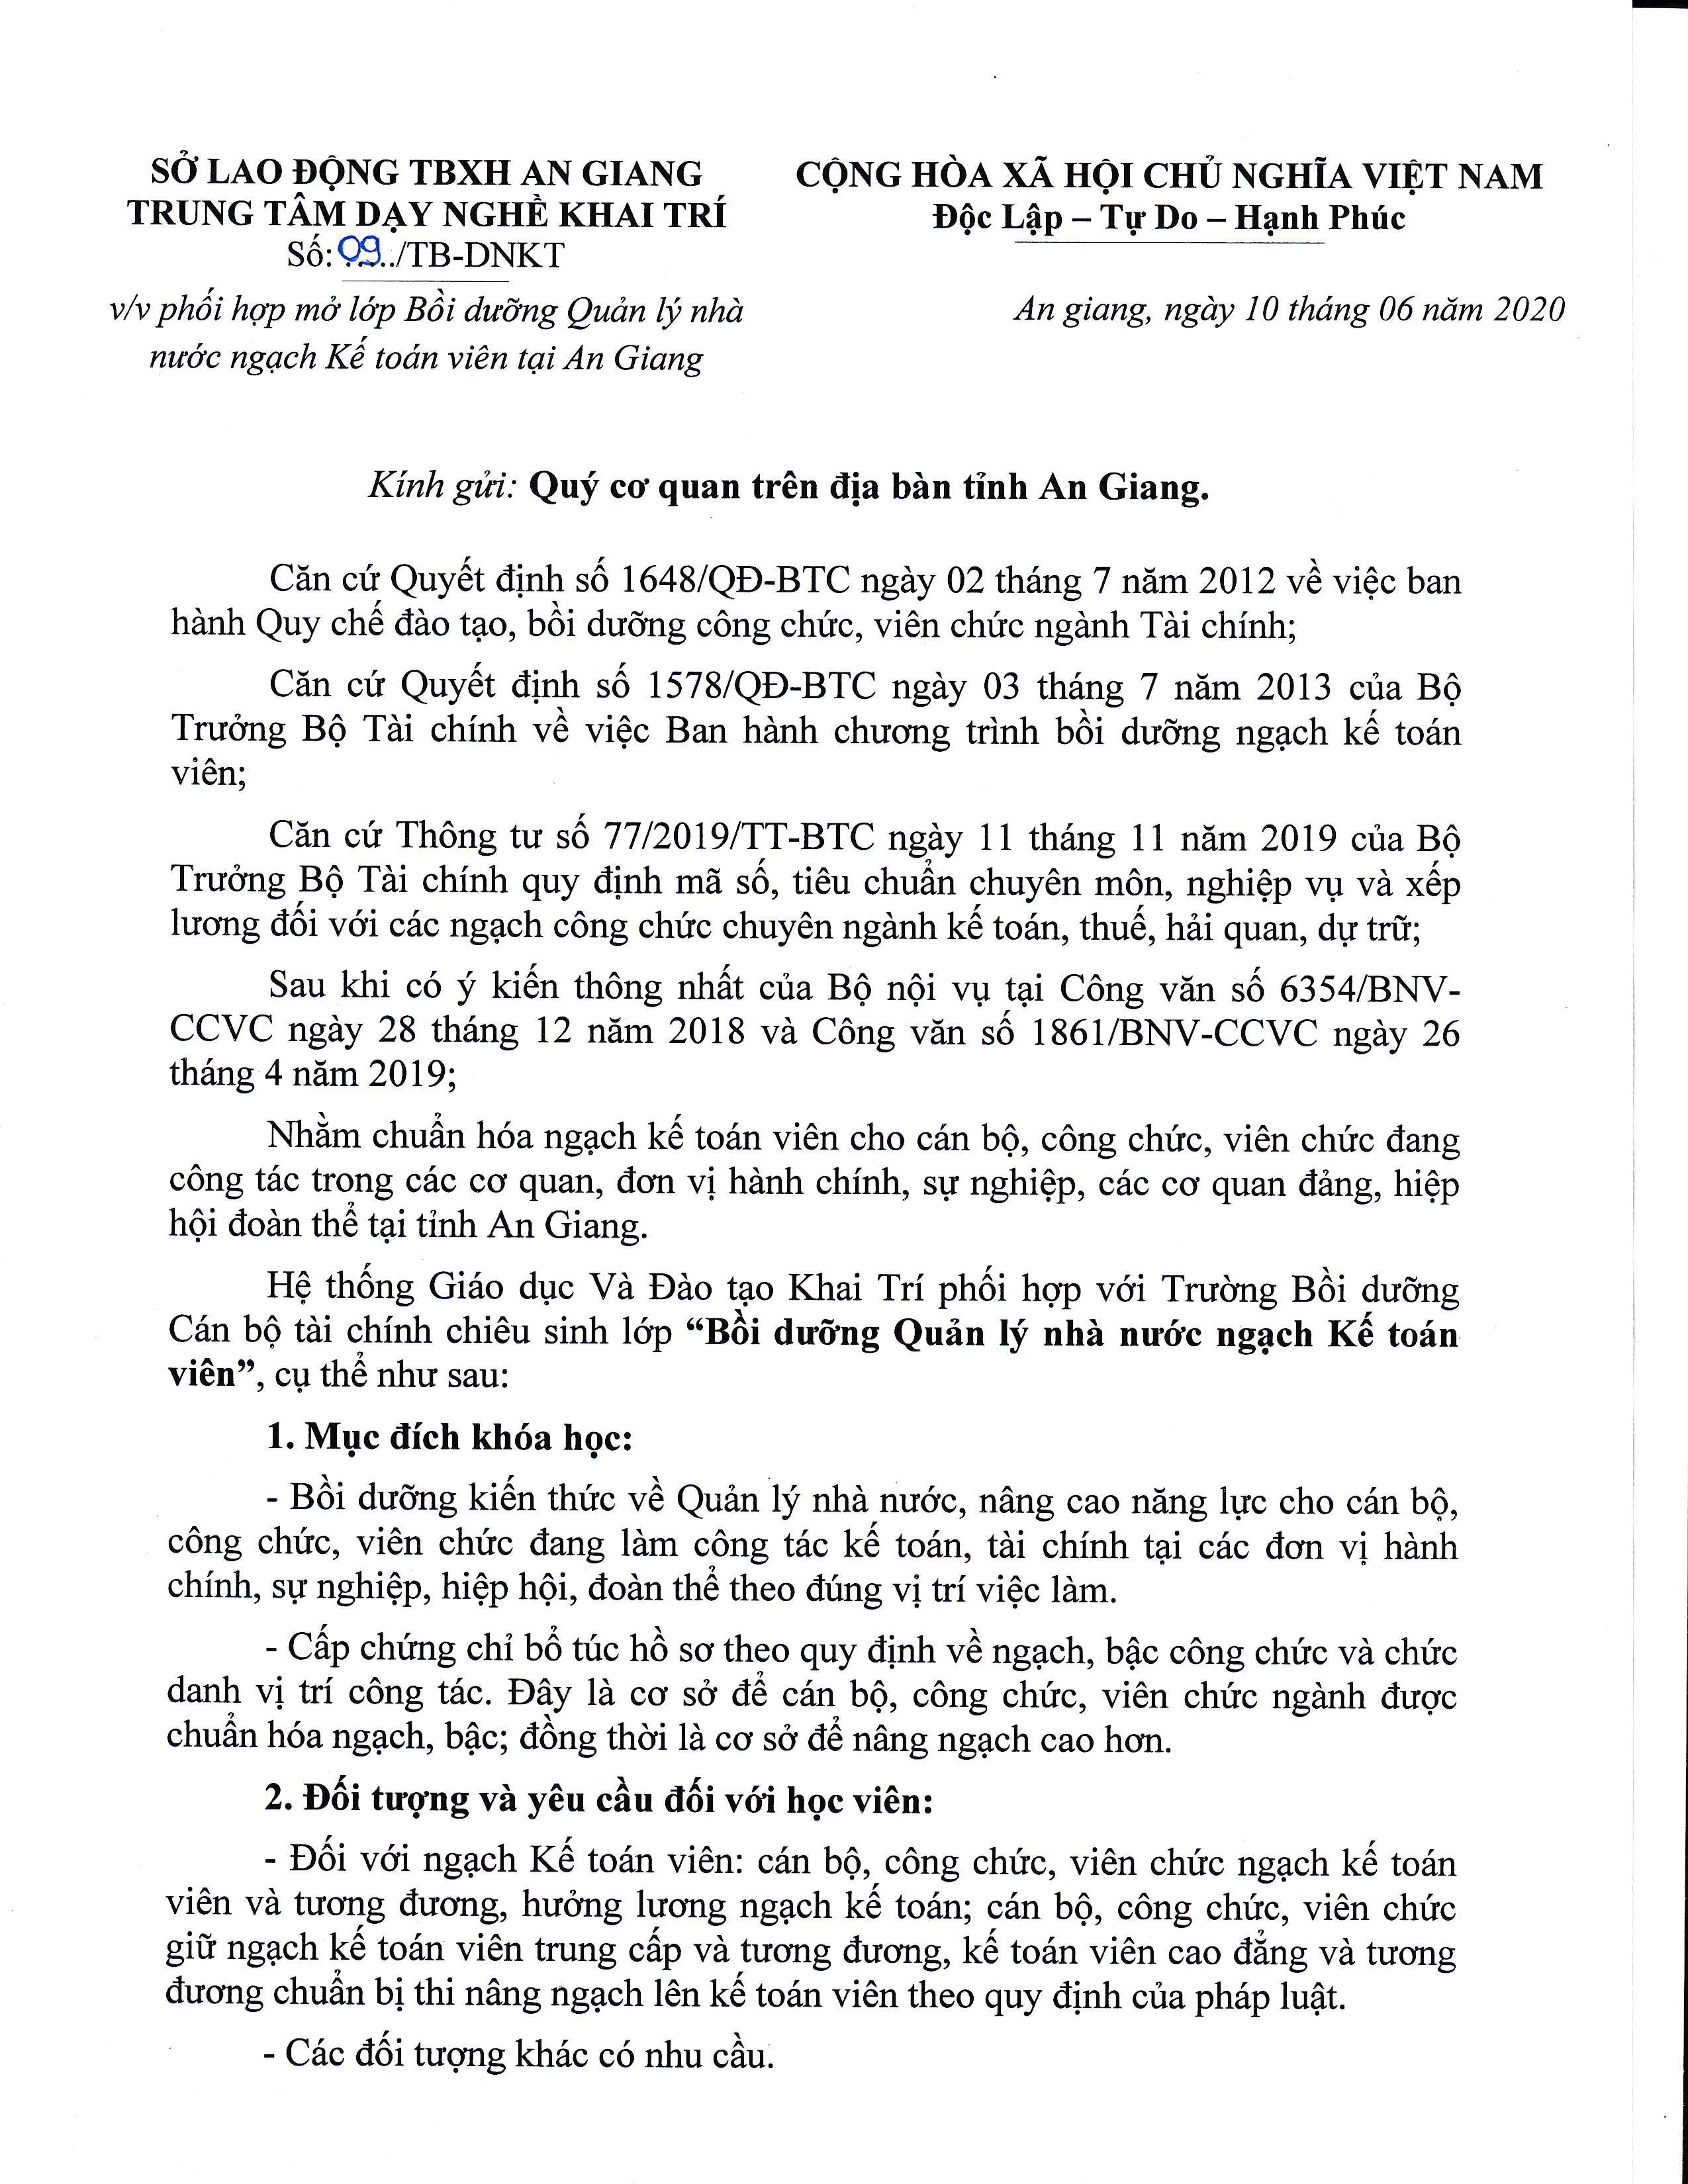 SỞ LAO ĐỘNG TBXH AN GIANG
TRUNG TÂM DẠY NGHỀ KHAI TRÍ
Số: 09../TB-DNKT
v/v phối hợp mở lớp Bồi dưỡng Quản lý nhà
nước ngạch Kế toán viên tại An Giang
CỘNG HÒA XÃ HỘI CHỦ NGHĨA VIỆT NAM
Độc Lập – Tự Do – Hạnh Phúc
An giang, ngày 10 tháng 06 năm 2020
Kính gửi: Quý cơ quan trên địa bàn tỉnh An Giang.
Căn cứ Quyết định số 1648/QĐ-BTC ngày 02 tháng 7 năm 2012 về việc ban
hành Quy chế đào tạo, bồi dưỡng công chức, viên chức ngành Tài chính;
Căn cứ Quyết định số 1578/QĐ-BTC ngày 03 tháng 7 năm 2013 của Bộ
Trưởng Bộ Tài chính về việc Ban hành chương trình bồi dưỡng ngạch kế toán
viên;
Căn cứ Thông tư số 77/2019/TT-BTC ngày 11 tháng 11 năm 2019 của Bộ
Trưởng Bộ Tài chính quy định mã số, tiêu chuẩn chuyên môn, nghiệp vụ và xếp
lương đối với các ngạch công chức chuyên ngành kế toán, thuế, hải quan, dự trữ;
Sau khi có ý kiến thông nhất của Bộ nội vụ tại Công văn số 6354/BNV-
CCVC ngày 28 tháng 12 năm 2018 và Công văn số 1861/BNV-CCVC ngày 26
tháng 4 năm 2019;
Nhằm chuẩn hóa ngạch kế toán viên cho cán bộ, công chức, viên chức đang
công tác trong các cơ quan, đơn vị hành chính, sự nghiệp, các cơ quan đảng, hiệp
hội đoàn thể tại tỉnh An Giang.
Hệ thống Giáo dục Và Đào tạo Khai Trí phối hợp với Trường Bồi dưỡng
Cán bộ tài chính chiêu sinh lớp “Bồi dưỡng Quản lý nhà nước ngạch Kế toán
viên”, cụ thể như sau:
1. Mục đích khóa học:
- Bồi dưỡng kiến thức về Quản lý nhà nước, nâng cao năng lực cho cán bộ,
công chức, viên chức đang làm công tác kế toán, tài chính tại các đơn vị hành
chính, sự nghiệp, hiệp hội, đoàn thể theo đúng vị trí việc làm.
- Cấp chứng chỉ bổ túc hồ sơ theo quy định về ngạch, bậc công chức và chức
danh vị trí công tác. Đây là cơ sở để cán bộ, công chức, viên chức ngành được
chuẩn hóa ngạch, bậc; đồng thời là cơ sở để nâng ngạch cao hơn.
2. Đối tượng và yêu cầu đối với học viên:
- Đối với ngạch Kế toán viên: cán bộ, công chức, viên chức ngạch kế toán
viên và tương đương, hưởng lương ngạch kế toán; cán bộ, công chức, viên chức
giữ ngạch kế toán viên trung cấp và tương đương, kế toán viên cao đẳng và tương
đương chuẩn bị thi nâng ngạch lên kế toán viên theo quy định của pháp luật.
- Các đối tượng khác có nhu cầu.